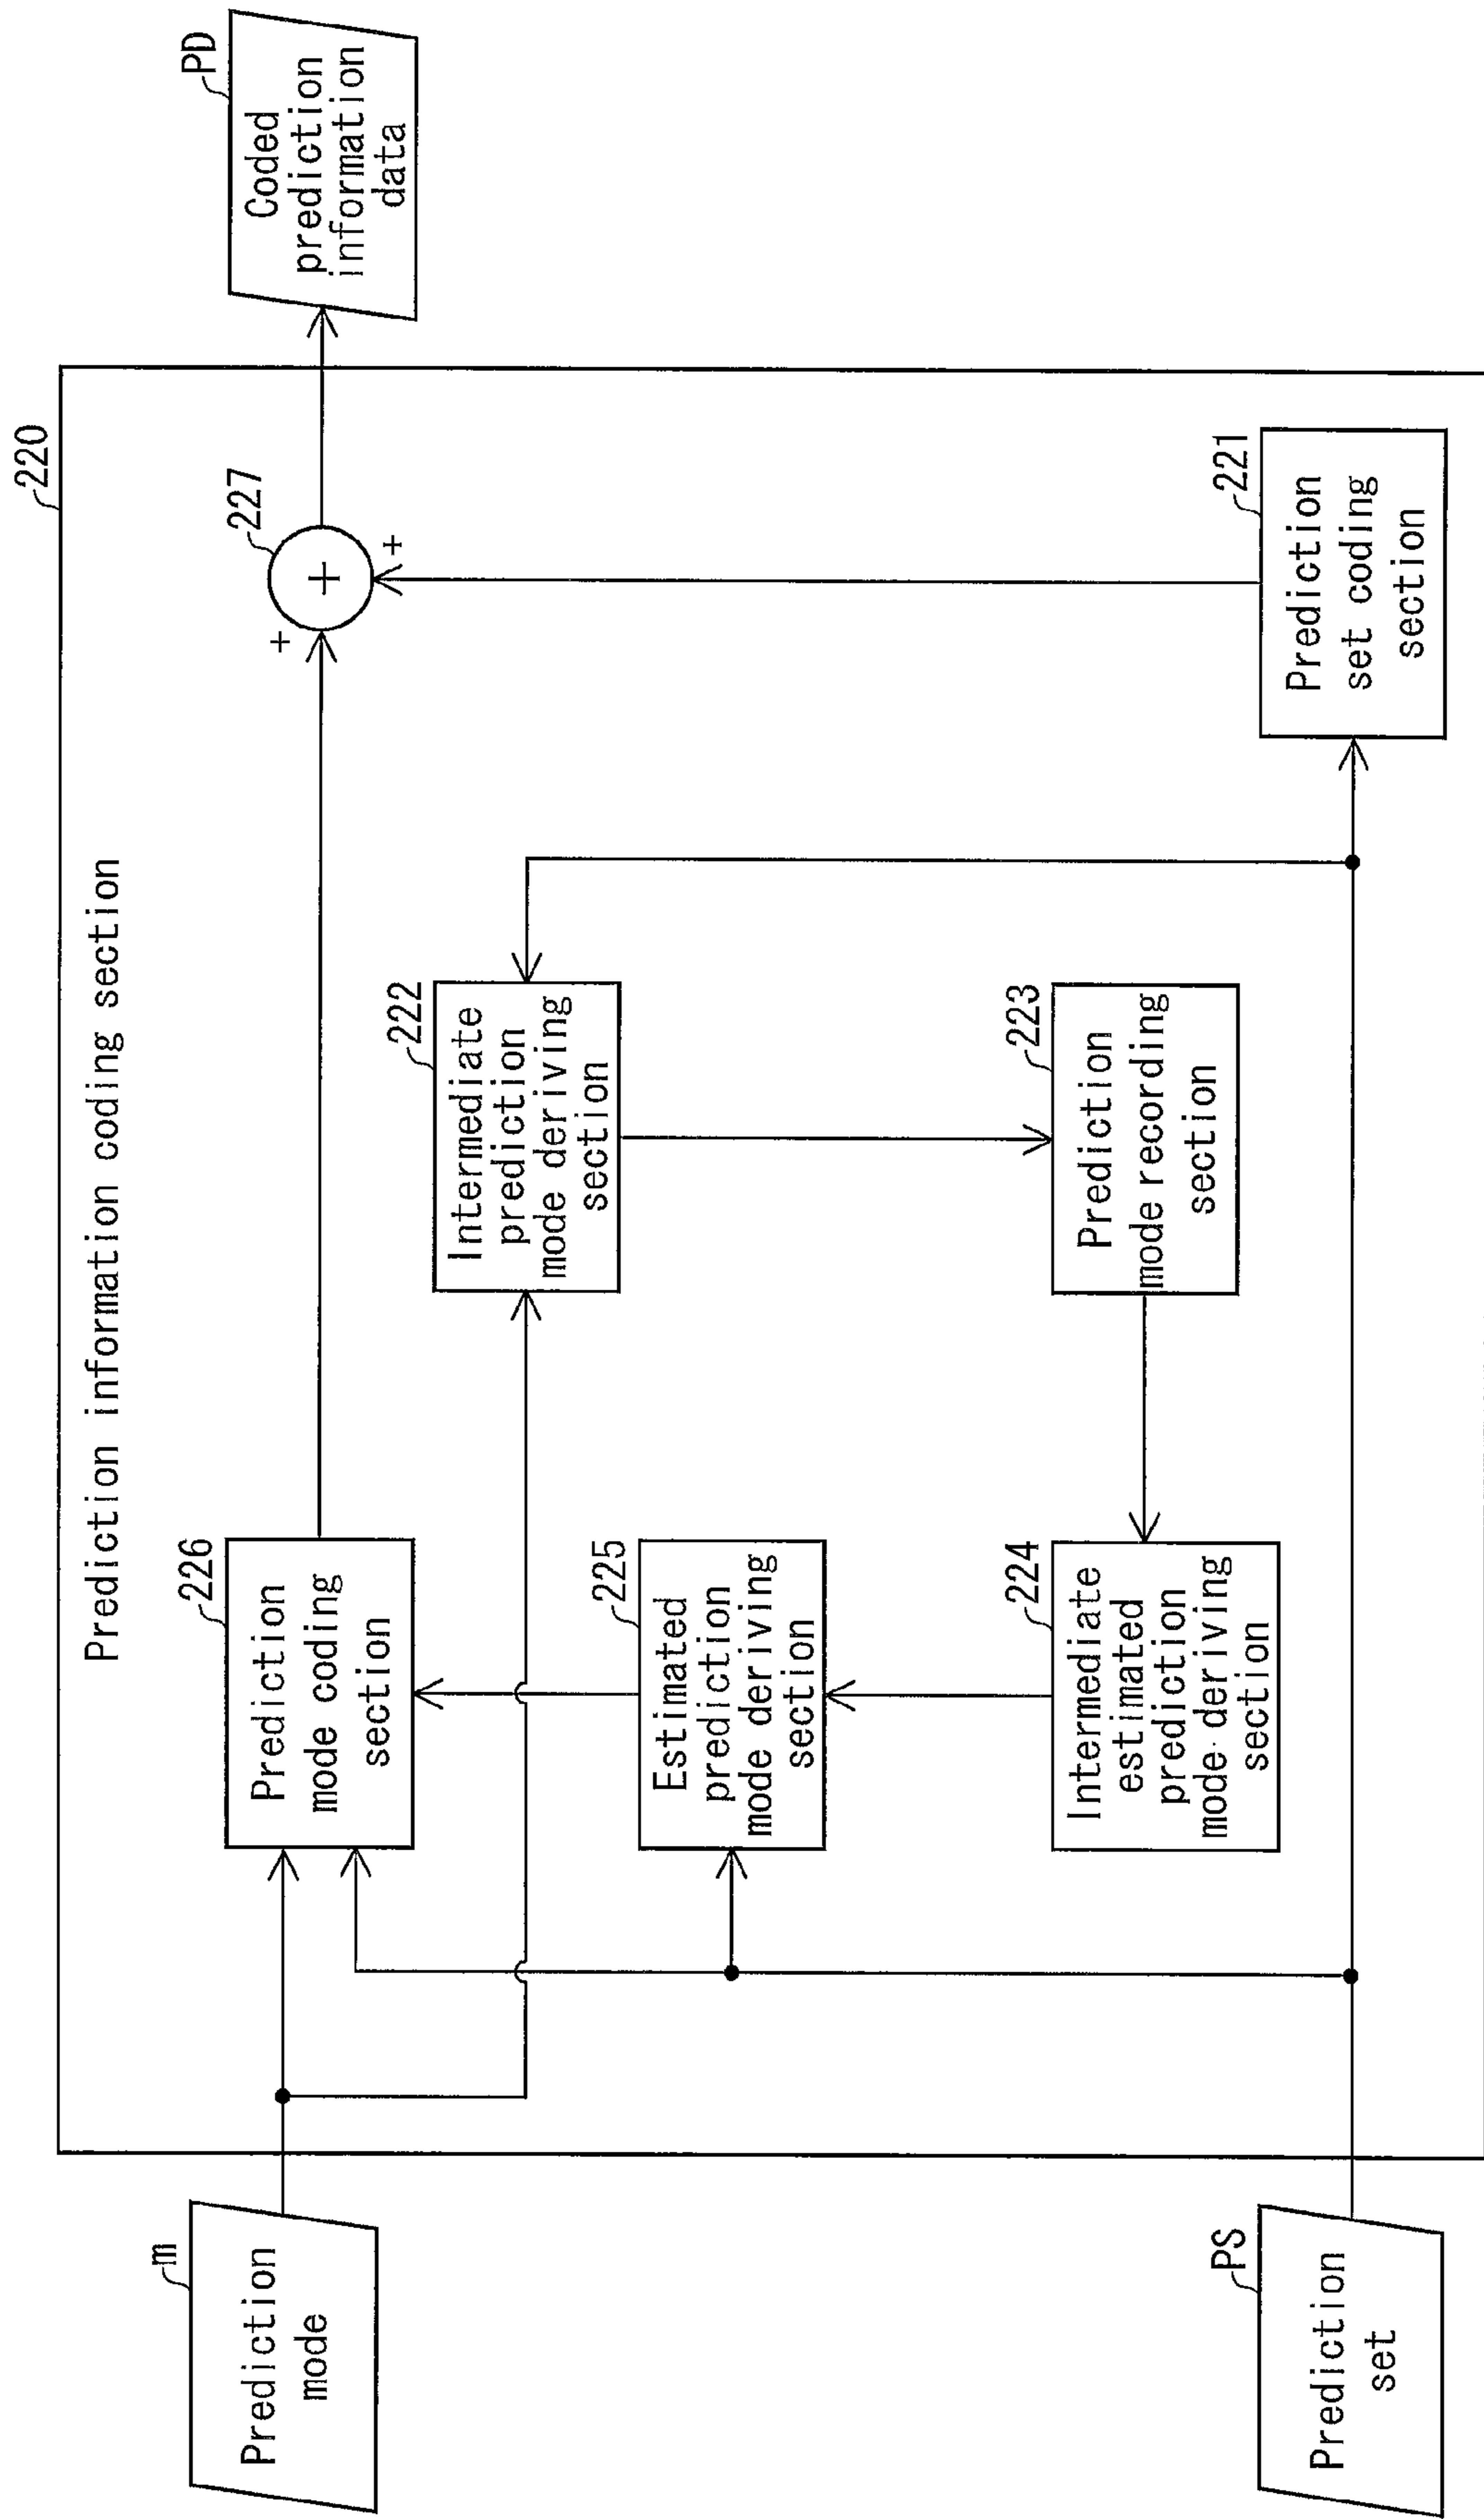 220
Prediction information coding section
m
Prediction
mode
226
Prediction
mode coding
section
227
+
+
+
PD
Coded
prediction
information
data
222
Intermediate
prediction
mode deriving
section
225
Estimated
prediction
mode deriving
section
224
Intermediate
estimated
prediction
mode deriving
section
223
Prediction
mode recording
section
PS
Prediction
set
221
Prediction
set coding
section